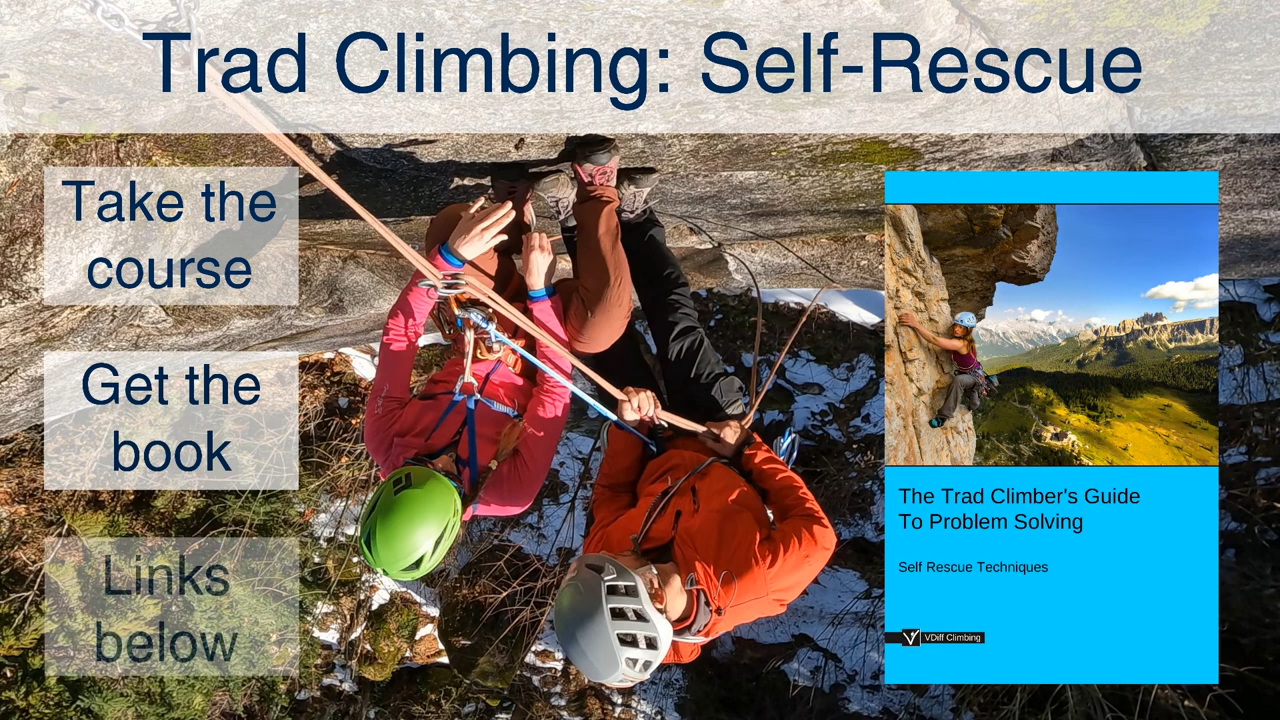 Trad Climbing: Self-Rescue
Take the
course
Get the
book
Links
below
The Trad Climber's Guide
To Problem Solving
Self Rescue Techniques
VDiff Climbing